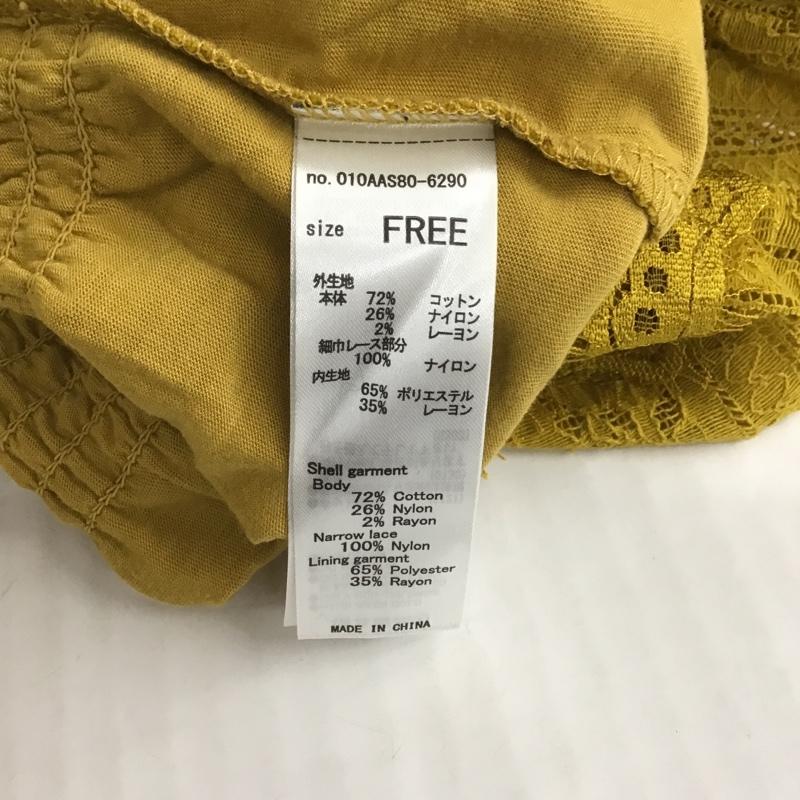 no. 010AAS80-6290
size FREE
外生地
本体 72% コットン
26% ナイロン
2% レーヨン
細巾レース部分
100% ナイロン
内生地
65% ポリエステル
35% レーヨン
Shell garment
Body
72% Cotton
26% Nylon
2% Rayon
Narrow lace
100% Nylon
Lining garment
65% Polyester
35% Rayon
MADE IN CHINA